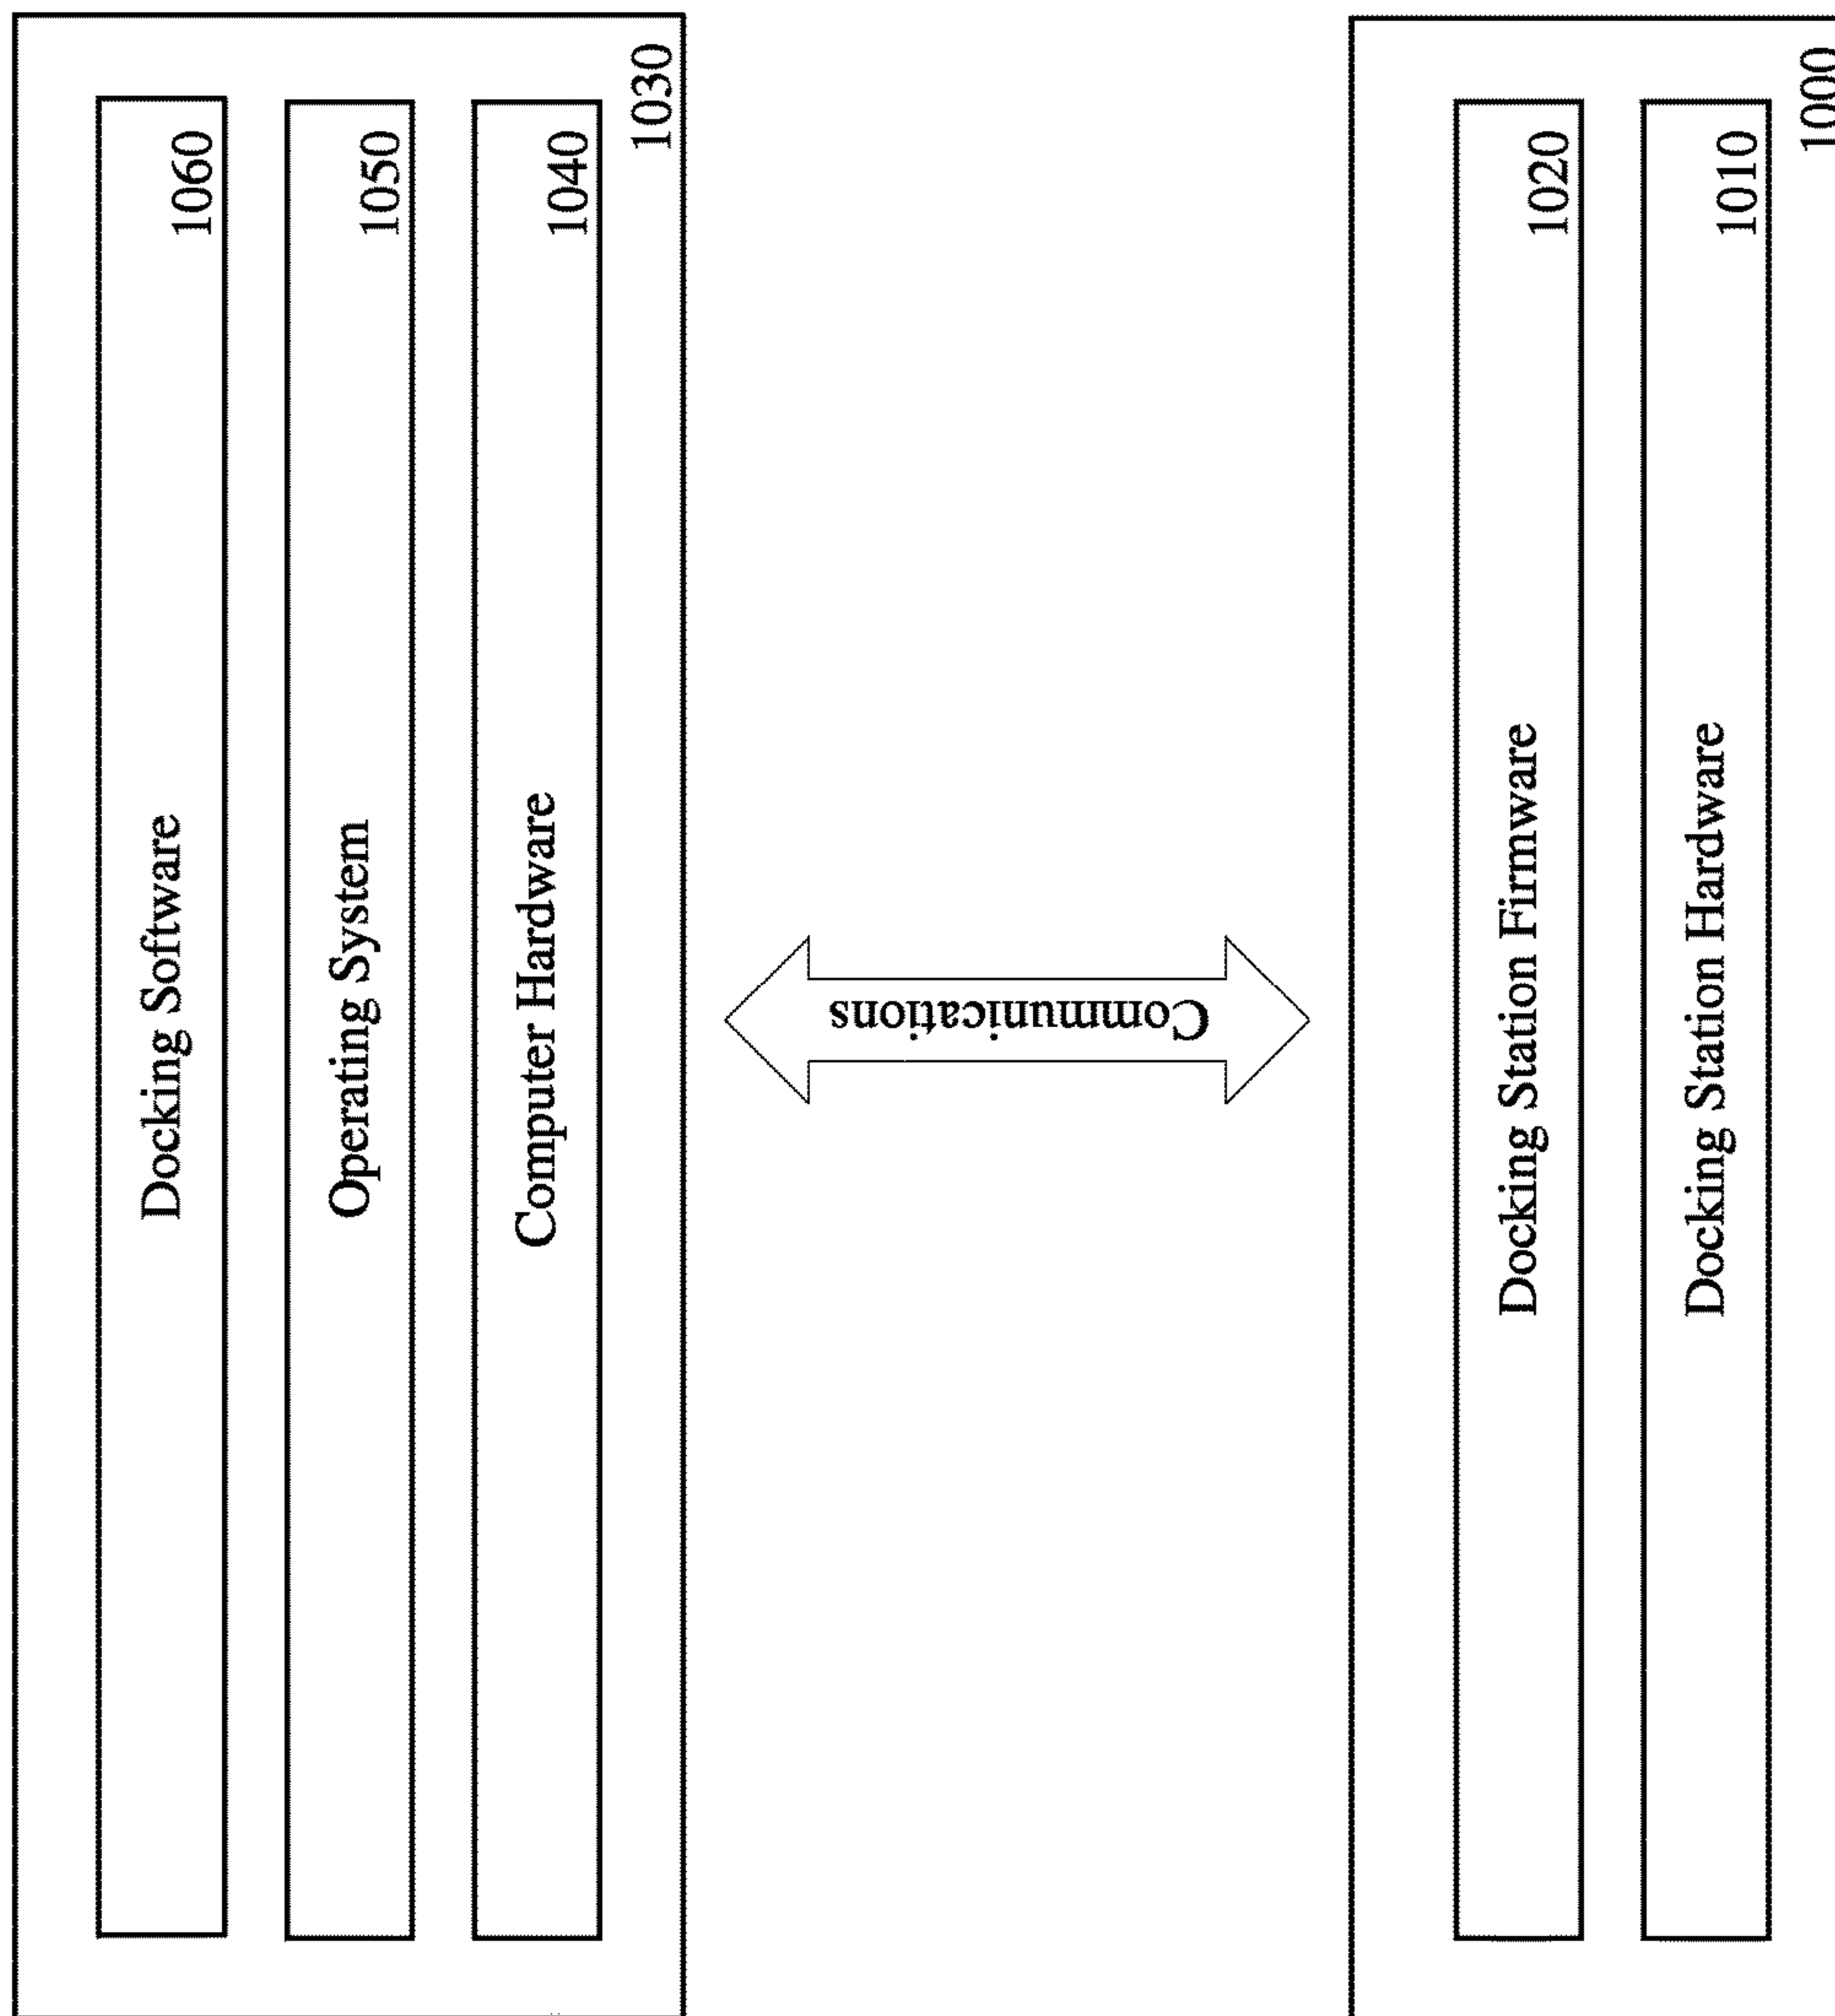 Docking Software
1060
Operating System
1050
Computer Hardware
1040
1030
Communications
Docking Station Firmware
1020
Docking Station Hardware
1010
1000